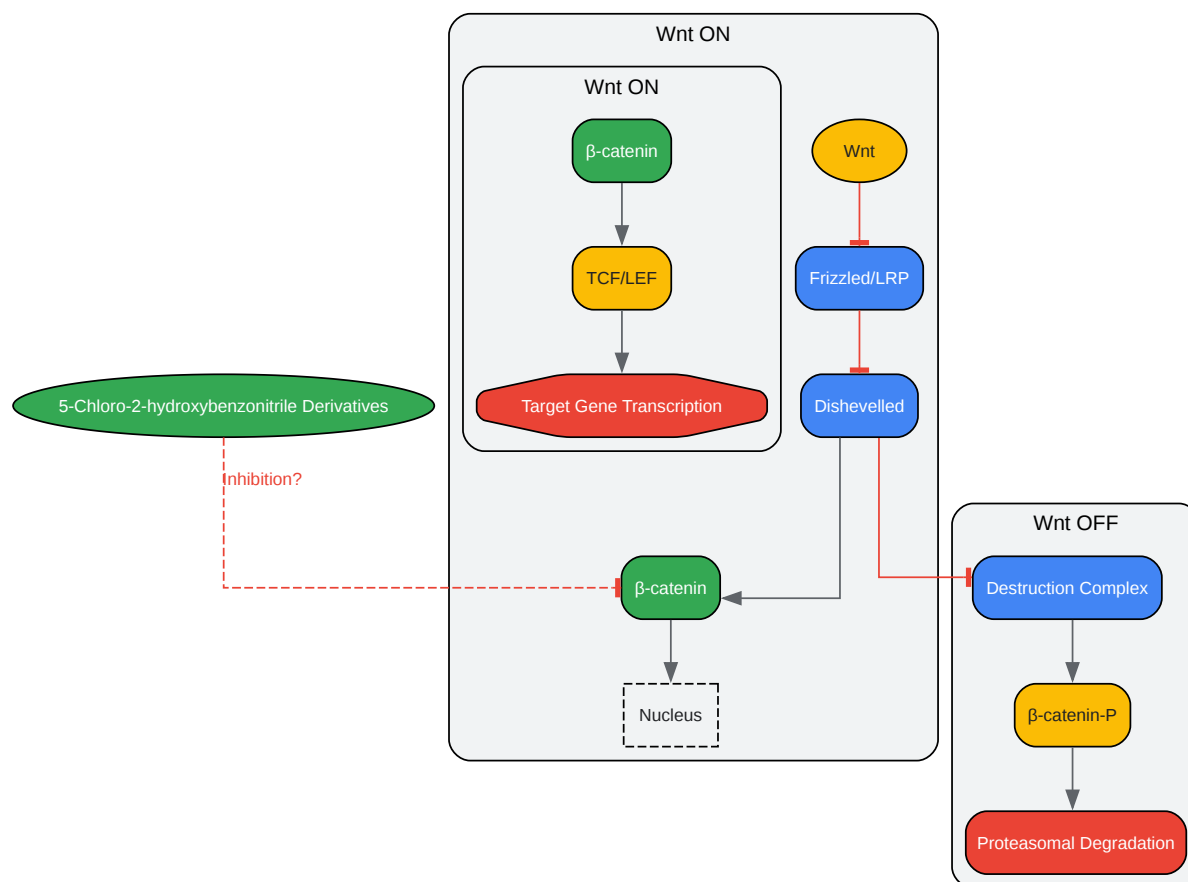 Wnt ON
Wnt ON
β-catenin
Wnt
TCF/LEF
Frizzled/LRP
5-Chloro-2-hydroxybenzonitrile Derivatives
Target Gene Transcription
Dishevelled
Inhibition?
Wnt OFF
β-catenin
Destruction Complex
Nucleus
β-catenin-P
Proteasomal Degradation